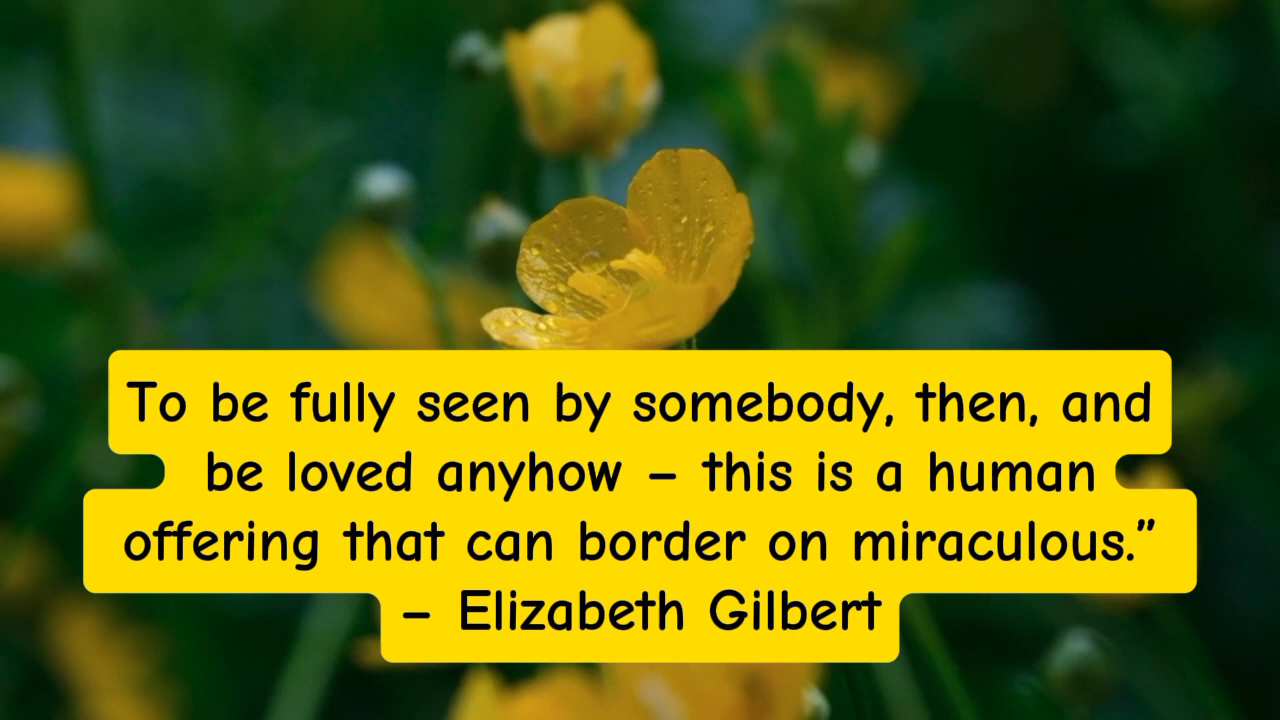 To be fully seen by somebody, then, and
be loved anyhow – this is a human
offering that can border on miraculous.”
– Elizabeth Gilbert